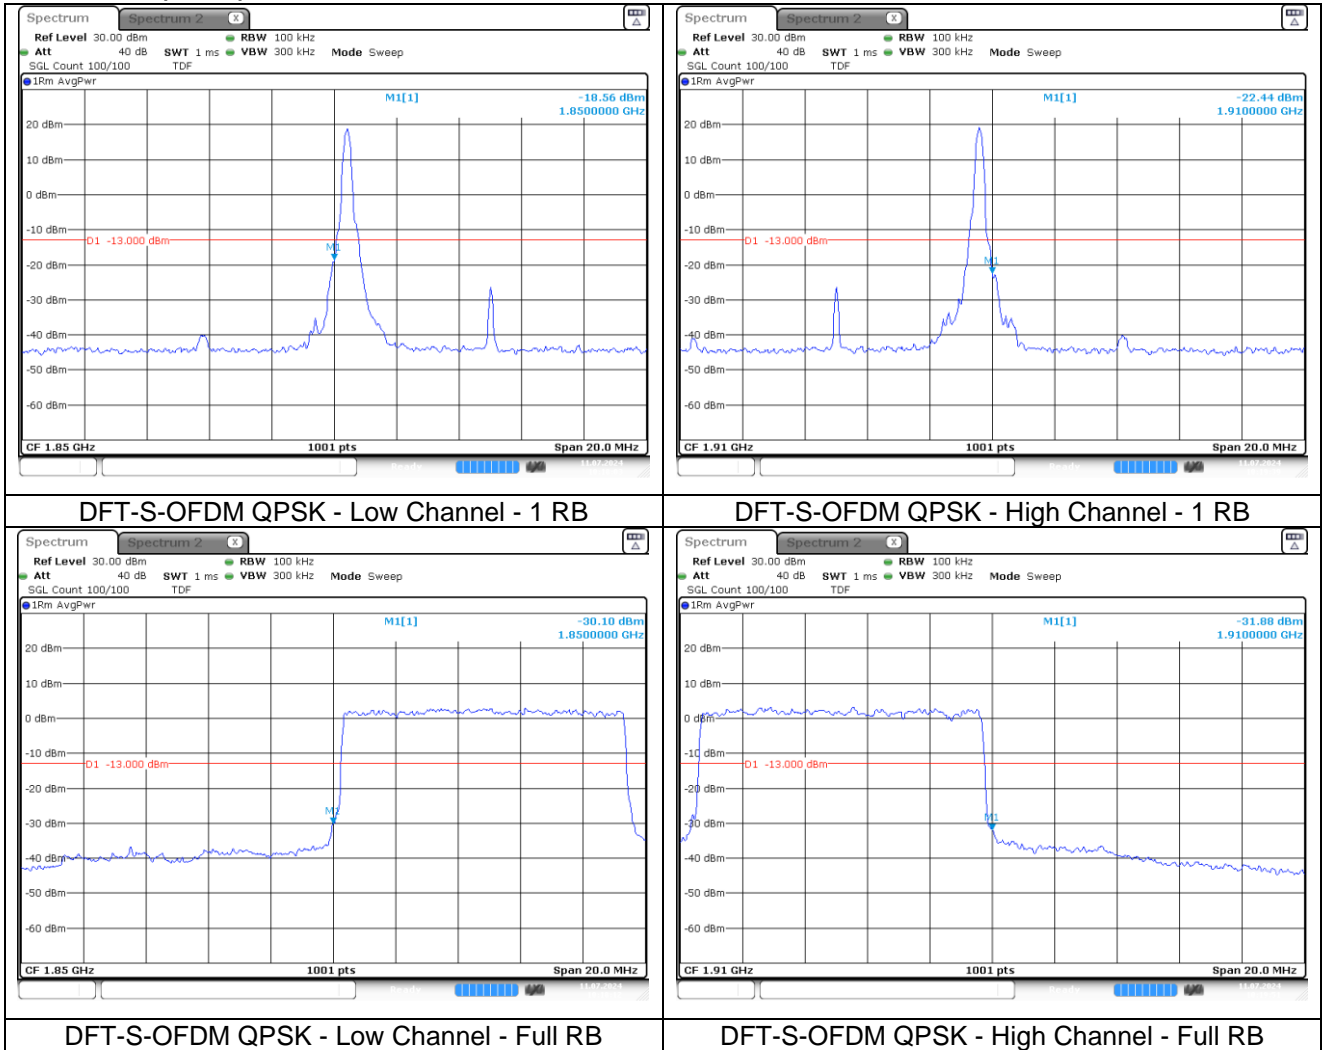 Spectrum Spectrum 2 X
Ref Level 30.00 dBm RBW 100 kHz
Att 40 dB SWT 1 ms VBW 300 kHz Mode Sweep
SGL Count 100/100 TDF
1Rm AvgPwr
M1[1] -18.56 dBm
1.8500000 GHz
20 dBm
10 dBm
0 dBm
-10 dBm
D1 -13.000 dBm
M1
-20 dBm
-30 dBm
-40 dBm
-50 dBm
-60 dBm
CF 1.85 GHz 1001 pts Span 20.0 MHz
Ready 11.07.2024
DFT-S-OFDM QPSK - Low Channel - 1 RB
Spectrum Spectrum 2 X
Ref Level 30.00 dBm RBW 100 kHz
Att 40 dB SWT 1 ms VBW 300 kHz Mode Sweep
SGL Count 100/100 TDF
1Rm AvgPwr
M1[1] -22.44 dBm
1.9100000 GHz
20 dBm
10 dBm
0 dBm
-10 dBm
D1 -13.000 dBm
M1
-20 dBm
-30 dBm
-40 dBm
-50 dBm
-60 dBm
CF 1.91 GHz 1001 pts Span 20.0 MHz
Ready 11.07.2024
DFT-S-OFDM QPSK - High Channel - 1 RB
Spectrum Spectrum 2 X
Ref Level 30.00 dBm RBW 100 kHz
Att 40 dB SWT 1 ms VBW 300 kHz Mode Sweep
SGL Count 100/100 TDF
1Rm AvgPwr
M1[1] -30.10 dBm
1.8500000 GHz
20 dBm
10 dBm
0 dBm
-10 dBm
D1 -13.000 dBm
-20 dBm
M1
-30 dBm
-40 dBm
-50 dBm
-60 dBm
CF 1.85 GHz 1001 pts Span 20.0 MHz
Ready 11.07.2024
DFT-S-OFDM QPSK - Low Channel - Full RB
Spectrum Spectrum 2 X
Ref Level 30.00 dBm RBW 100 kHz
Att 40 dB SWT 1 ms VBW 300 kHz Mode Sweep
SGL Count 100/100 TDF
1Rm AvgPwr
M1[1] -31.88 dBm
1.9100000 GHz
20 dBm
10 dBm
0 dBm
-10 dBm
D1 -13.000 dBm
-20 dBm
M1
-30 dBm
-40 dBm
-50 dBm
-60 dBm
CF 1.91 GHz 1001 pts Span 20.0 MHz
Ready 11.07.2024
DFT-S-OFDM QPSK - High Channel - Full RB